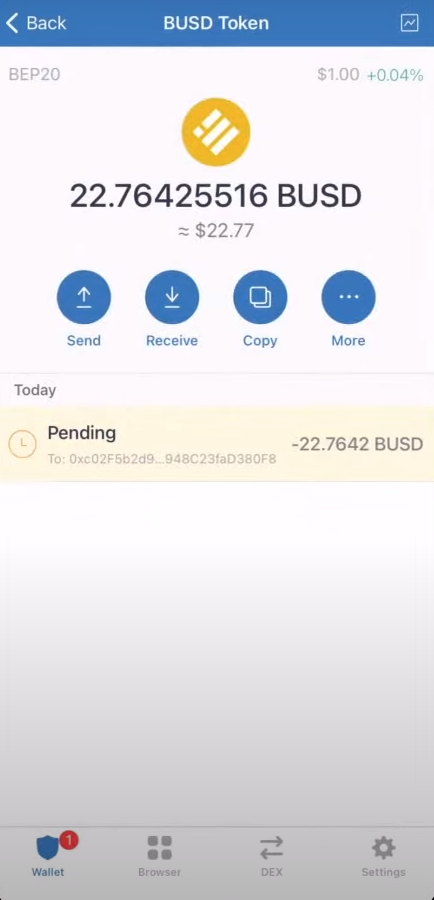 Back
BUSD Token
BEP20
$1.00 +0.04%
22.76425516 BUSD
≈ $22.77
Send
Receive
Copy
More
Today
Pending
-22.7642 BUSD
To: 0xc02F5b2d9...948C23faD380F8
1
Wallet
Browser
DEX
Settings